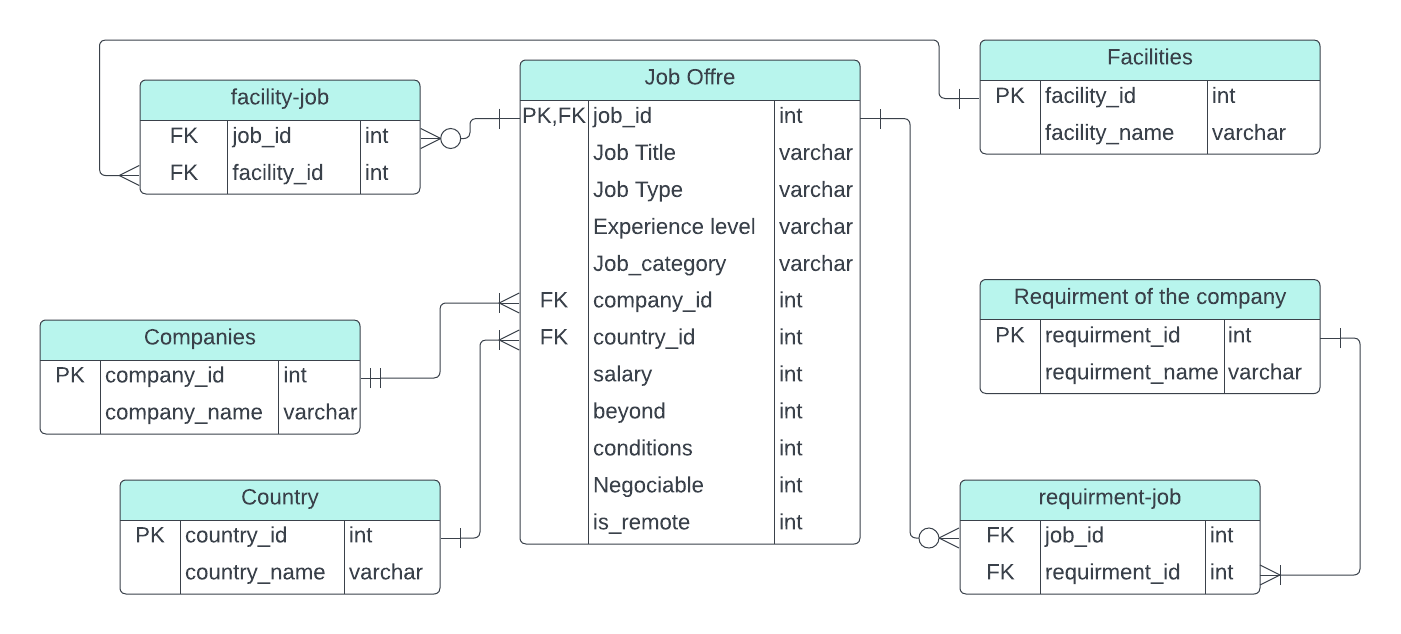 facility-job
FK job_id int
FK facility_id int
Job Offre
PK,FK job_id int
Job Title varchar
Job Type varchar
Experience level varchar
Job_category varchar
FK company_id int
FK country_id int
salary int
beyond int
conditions int
Negociable int
is_remote int
Facilities
PK facility_id int
facility_name varchar
Companies
PK company_id int
company_name varchar
Country
PK country_id int
country_name varchar
Requirment of the company
PK requirment_id int
requirment_name varchar
requirment-job
FK job_id int
FK requirment_id int